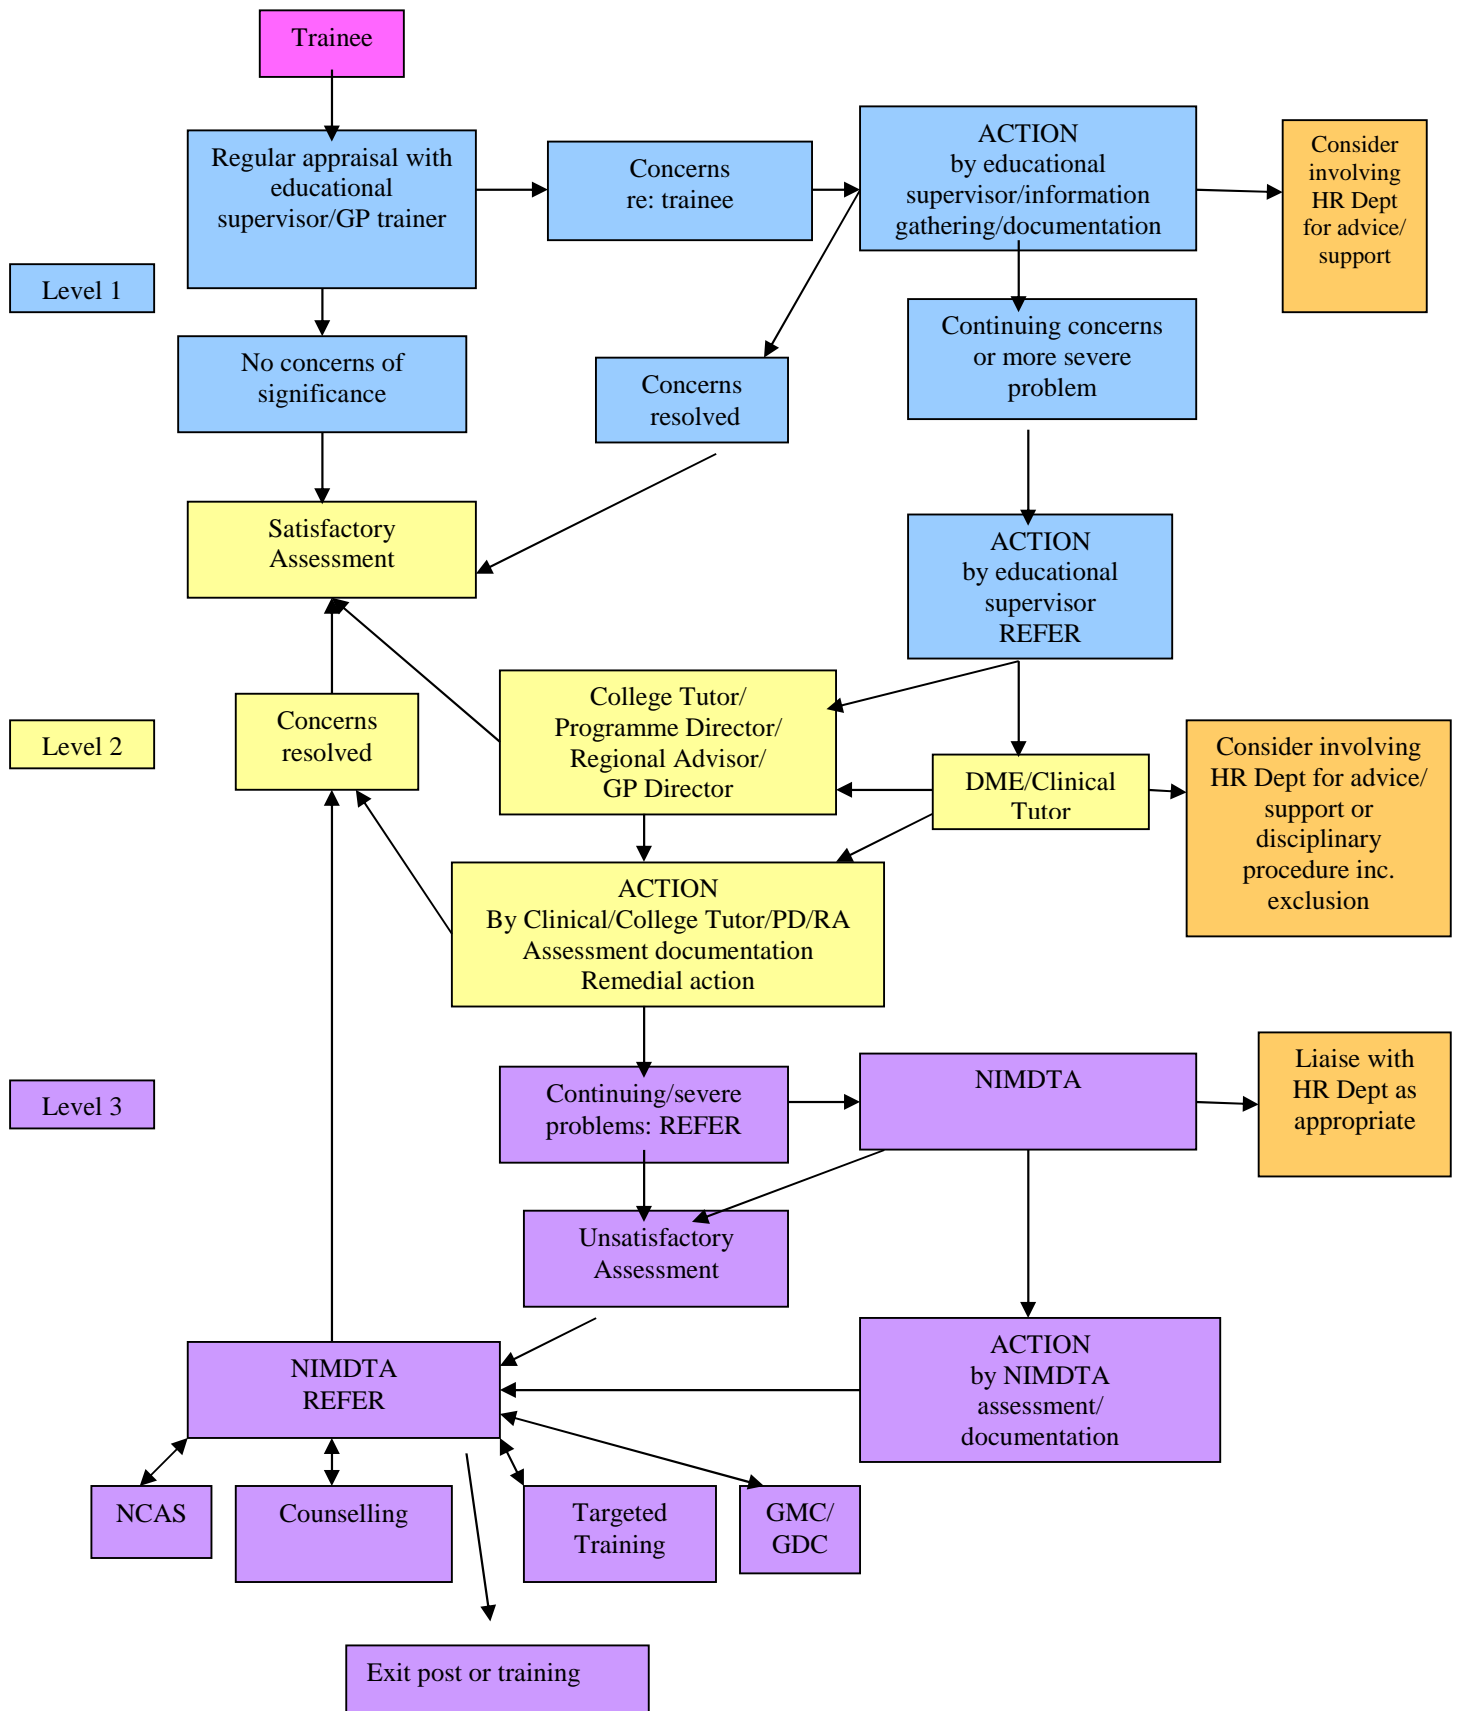 Trainee
Regular appraisal with
educational
supervisor/GP trainer
Concerns
re: trainee
ACTION
by educational
supervisor/information
gathering/documentation
Consider
involving
HR Dept
for advice/
support
Level 1
No concerns of
significance
Concerns
resolved
Continuing concerns
or more severe
problem
Satisfactory
Assessment
ACTION
by educational
supervisor
REFER
Level 2
Concerns
resolved
College Tutor/
Programme Director/
Regional Advisor/
GP Director
DME/Clinical
Tutor
Consider involving
HR Dept for advice/
support or
disciplinary
procedure inc.
exclusion
ACTION
By Clinical/College Tutor/PD/RA
Assessment documentation
Remedial action
Level 3
Continuing/severe
problems: REFER
NIMDTA
Liaise with
HR Dept as
appropriate
Unsatisfactory
Assessment
NIMDTA
REFER
ACTION
by NIMDTA
assessment/
documentation
NCAS
Counselling
Targeted
Training
GMC/
GDC
Exit post or training